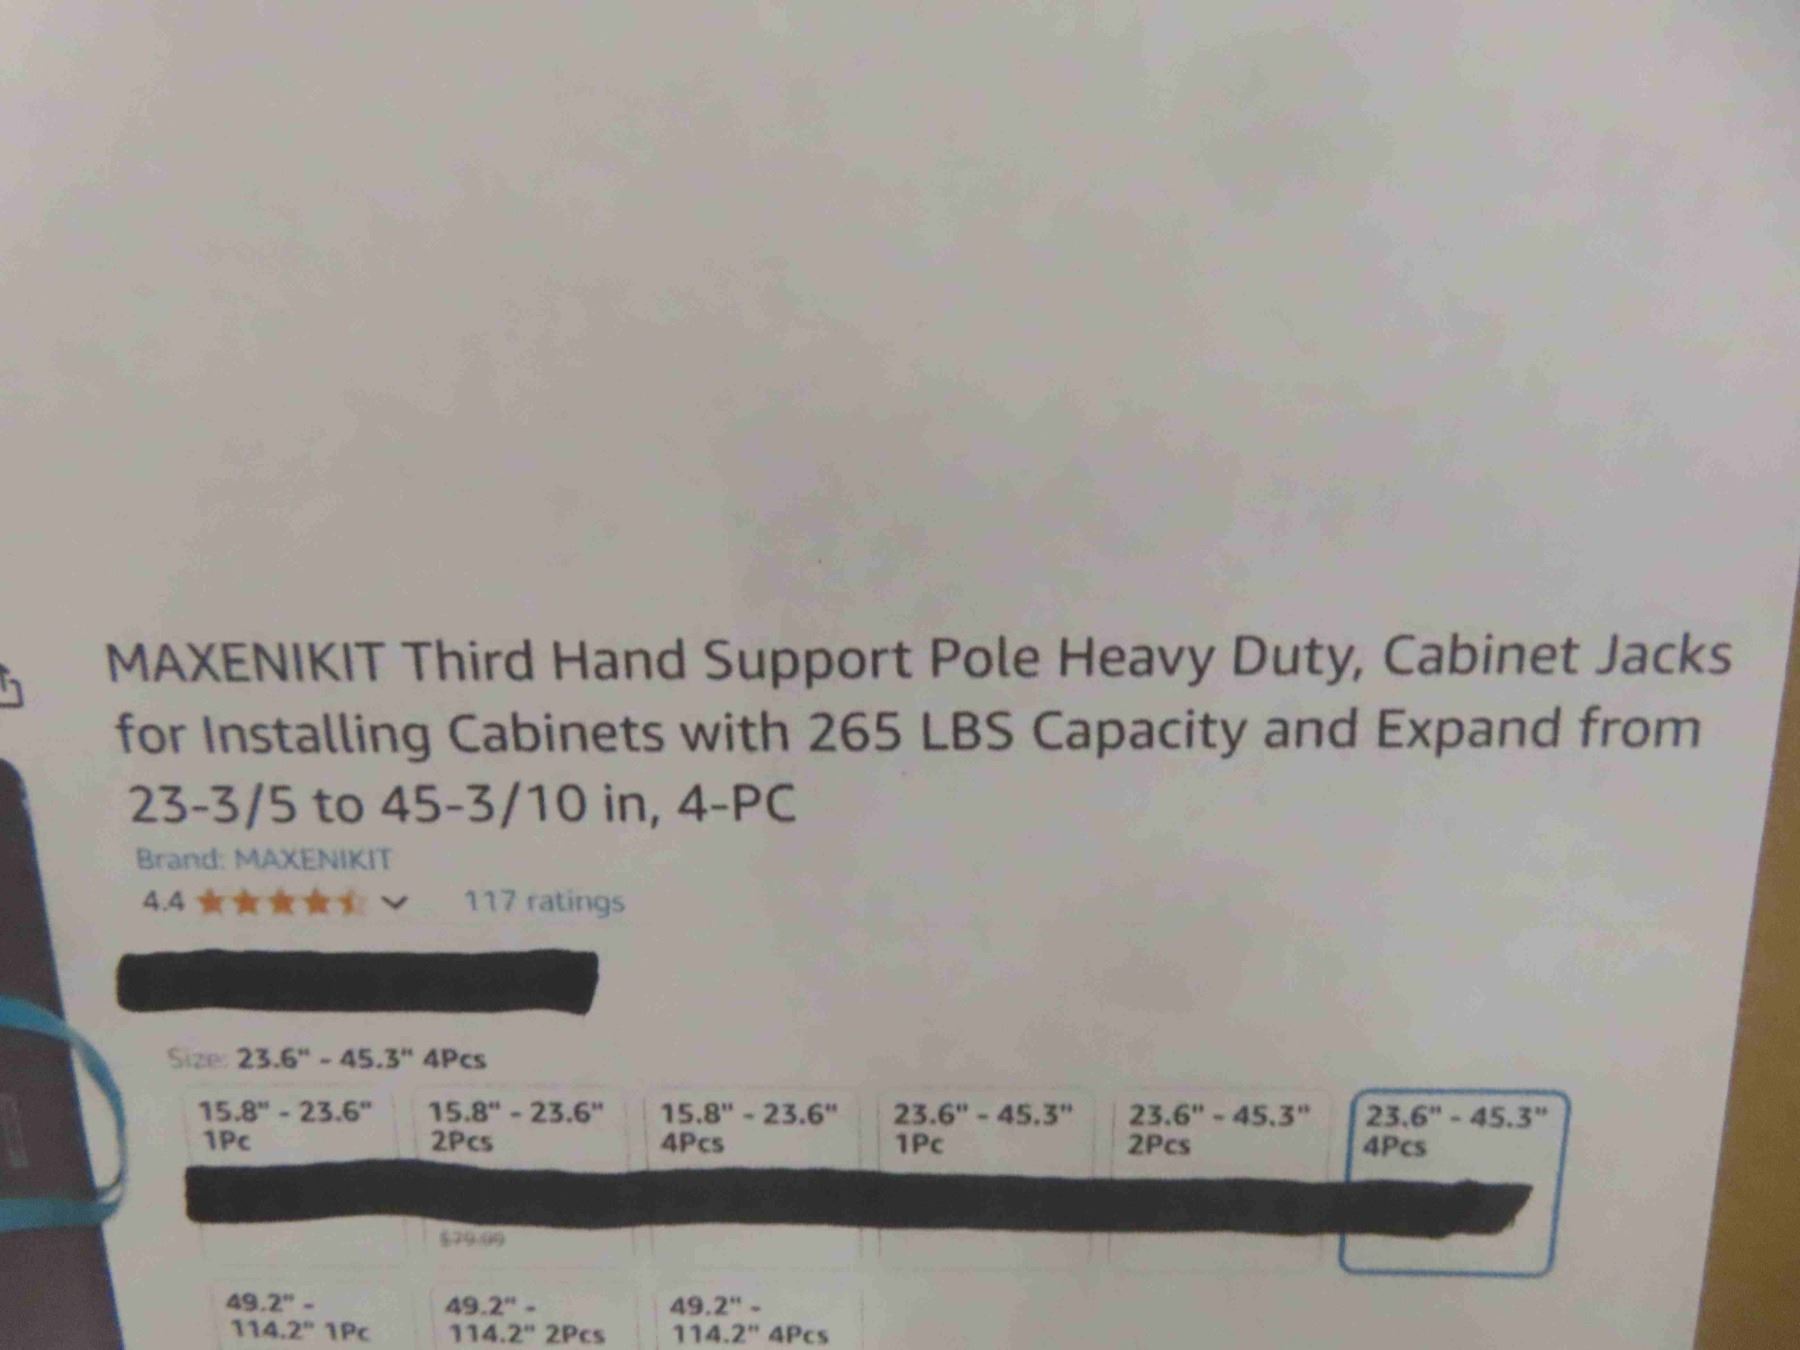 MAXENIKIT Third Hand Support Pole Heavy Duty, Cabinet Jacks
for Installing Cabinets with 265 LBS Capacity and Expand from
23-3/5 to 45-3/10 in, 4-PC
Brand: MAXENIKIT
4.4 117 ratings
Size: 23.6" - 45.3" 4Pcs
15.8" - 23.6" 1Pc
15.8" - 23.6" 2Pcs
15.8" - 23.6" 4Pcs
23.6" - 45.3" 1Pc
23.6" - 45.3" 2Pcs
23.6" - 45.3" 4Pcs
$79.99
49.2" - 114.2" 1Pc
49.2" - 114.2" 2Pcs
49.2" - 114.2" 4Pcs